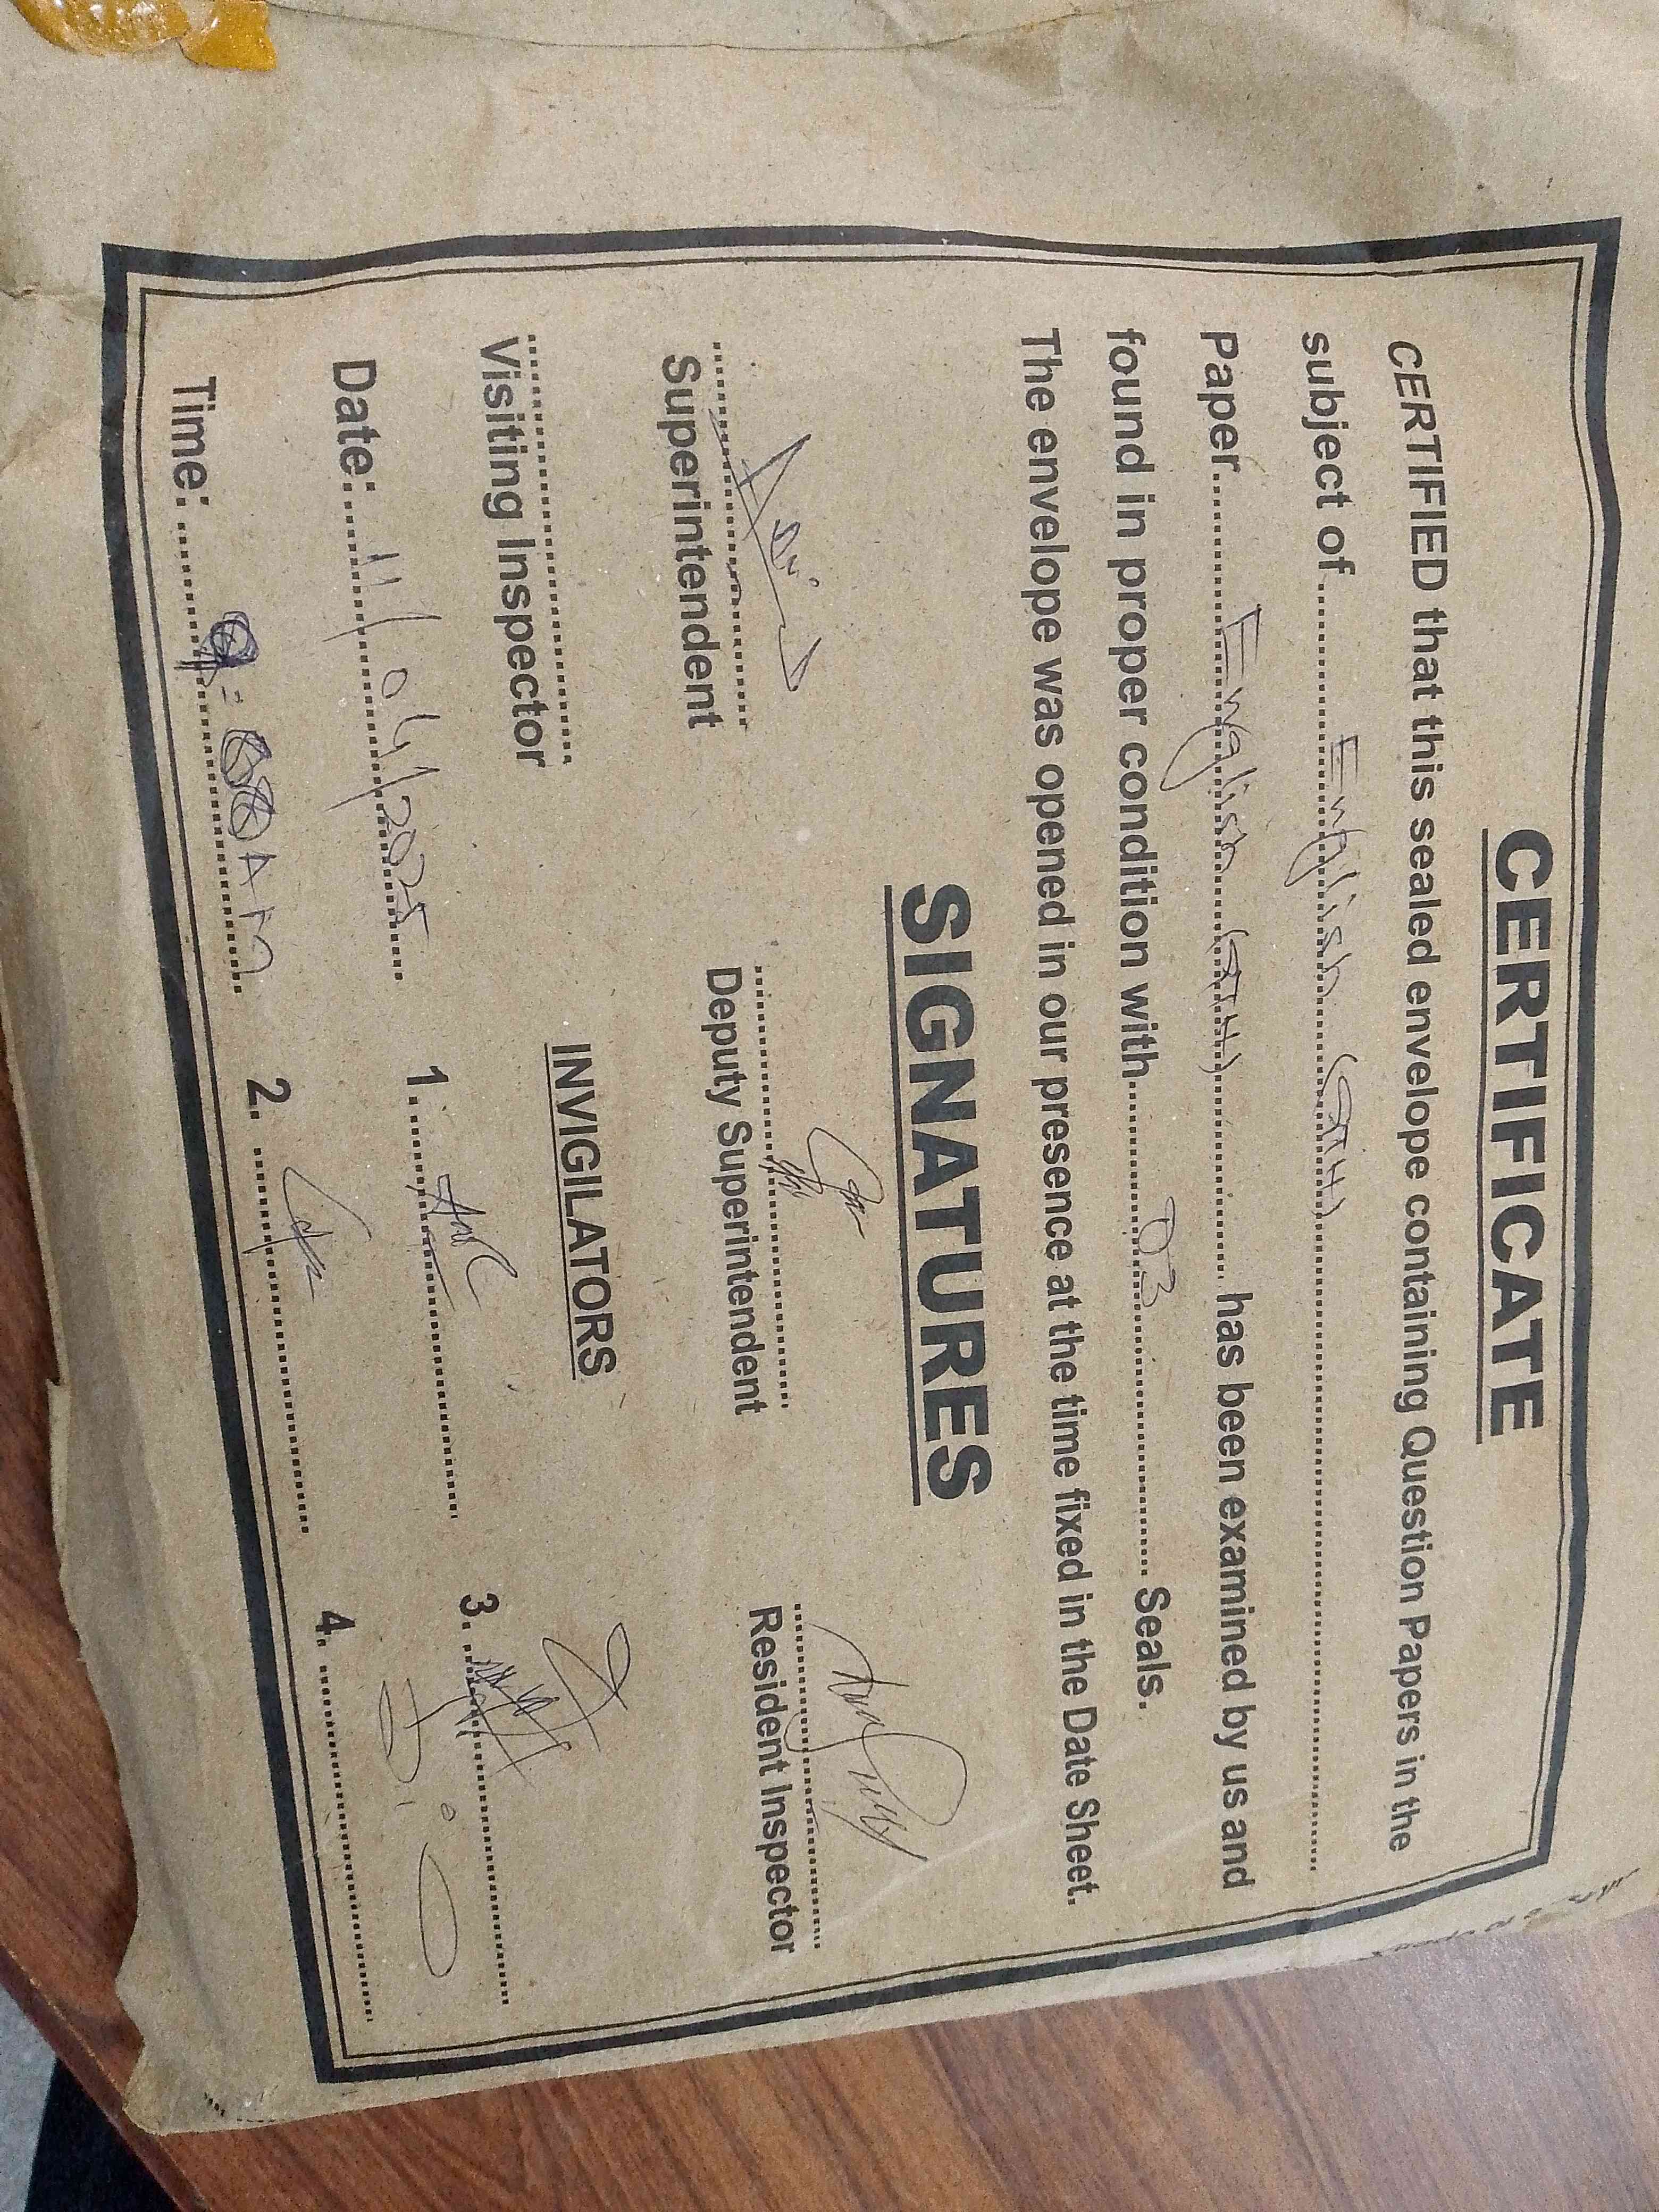 CERTIFICATE
CERTIFIED that this sealed envelope containing Question Papers in the
subject of.......... English (9th) ..........
Paper.......... English (9th) .......... has been examined by us and
found in proper condition with.......... 03 .......... Seals.
The envelope was opened in our presence at the time fixed in the Date Sheet.
SIGNATURES
Superintendent Deputy Superintendent Resident Inspector
Visiting Inspector
INVIGILATORS
Date: 11/04/2025 1. 3.
Time: AM 2. 4.